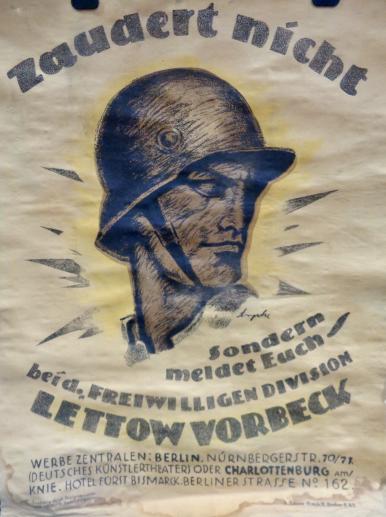 zaudert nicht
Sondern
meldet Euch
bei d. „FREIWILLIGEN DIVISION
LETTOW VORBECK
WERBE ZENTRALEN: BERLIN, NÜRNBERGERSTR. 70/71.
(DEUTSCHES KÜNSTLERTHEATER) ODER CHARLOTTENBURG am
KNIE. HOTEL FÜRST BISMARCK. BERLINER STRASSE No 162.